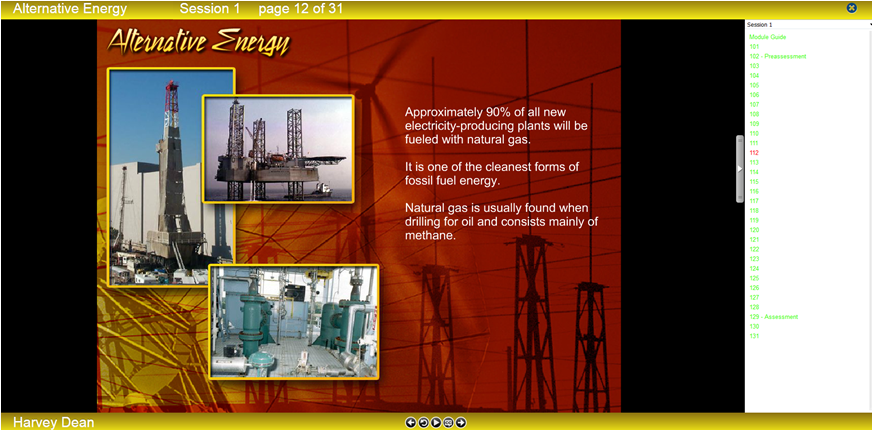 Alternative Energy Session 1 page 12 of 31
Alternative Energy
Approximately 90% of all new
electricity-producing plants will be
fueled with natural gas.
It is one of the cleanest forms of
fossil fuel energy.
Natural gas is usually found when
drilling for oil and consists mainly of
methane.
Session 1
Module Guide
101
102 - Preassessment
103
104
105
106
107
108
109
110
111
112
113
114
115
116
117
118
119
120
121
122
123
124
125
126
127
128
129 - Assessment
130
131
Harvey Dean